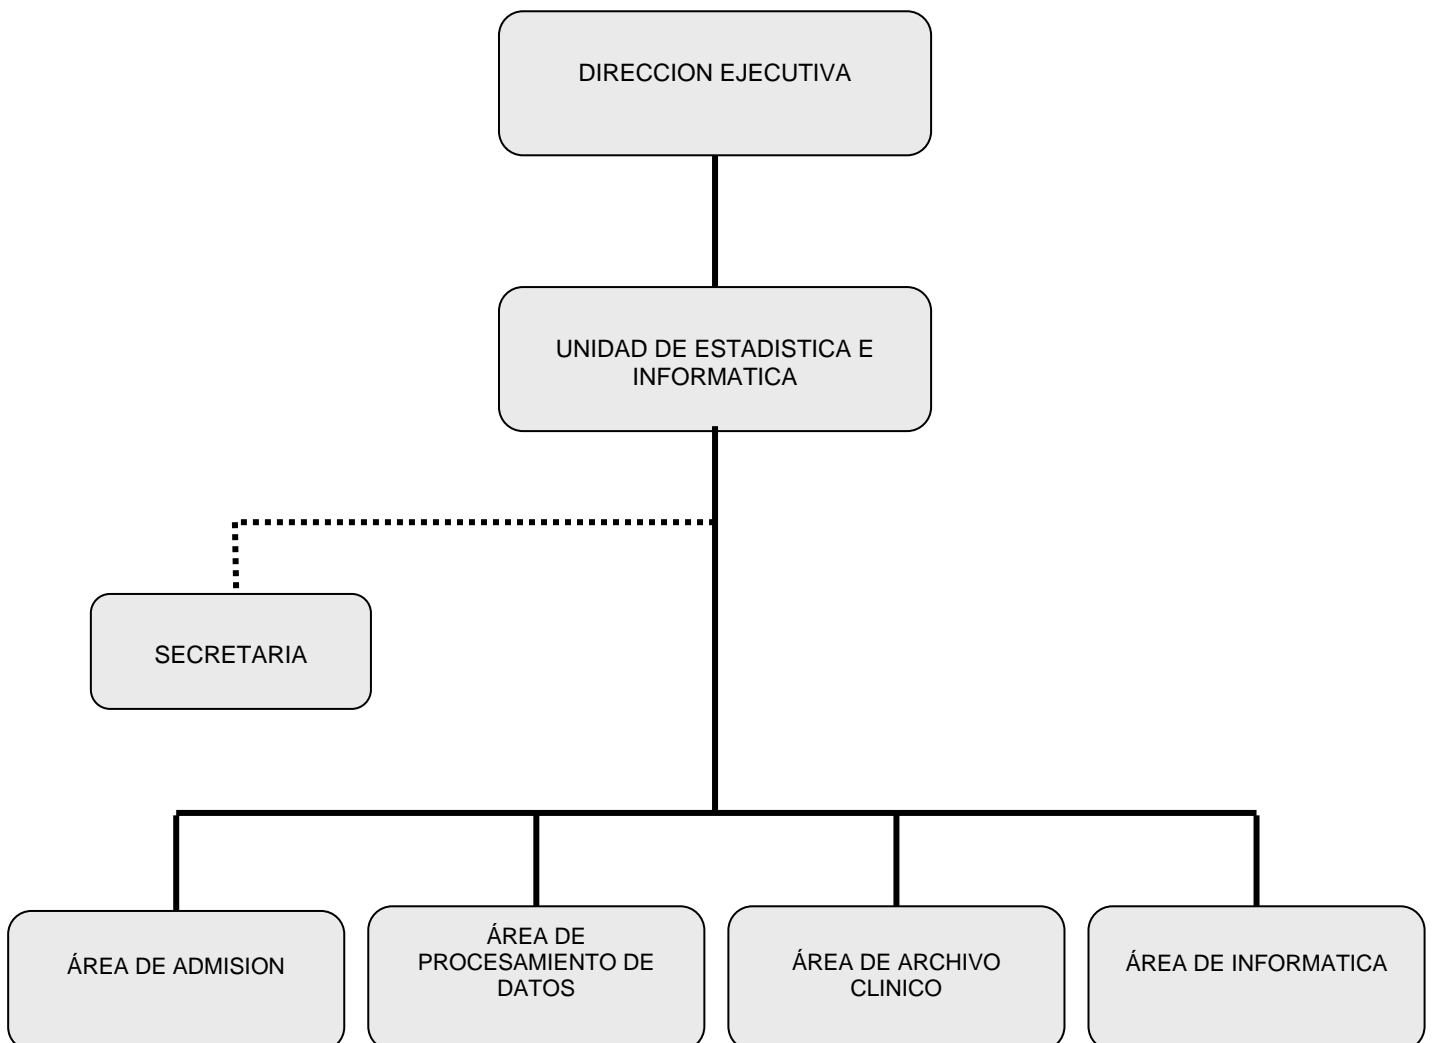 DIRECCION EJECUTIVA
UNIDAD DE ESTADISTICA E
INFORMATICA
SECRETARIA
ÁREA DE ADMISION
ÁREA DE
PROCESAMIENTO DE
DATOS
ÁREA DE ARCHIVO
CLINICO
ÁREA DE INFORMATICA